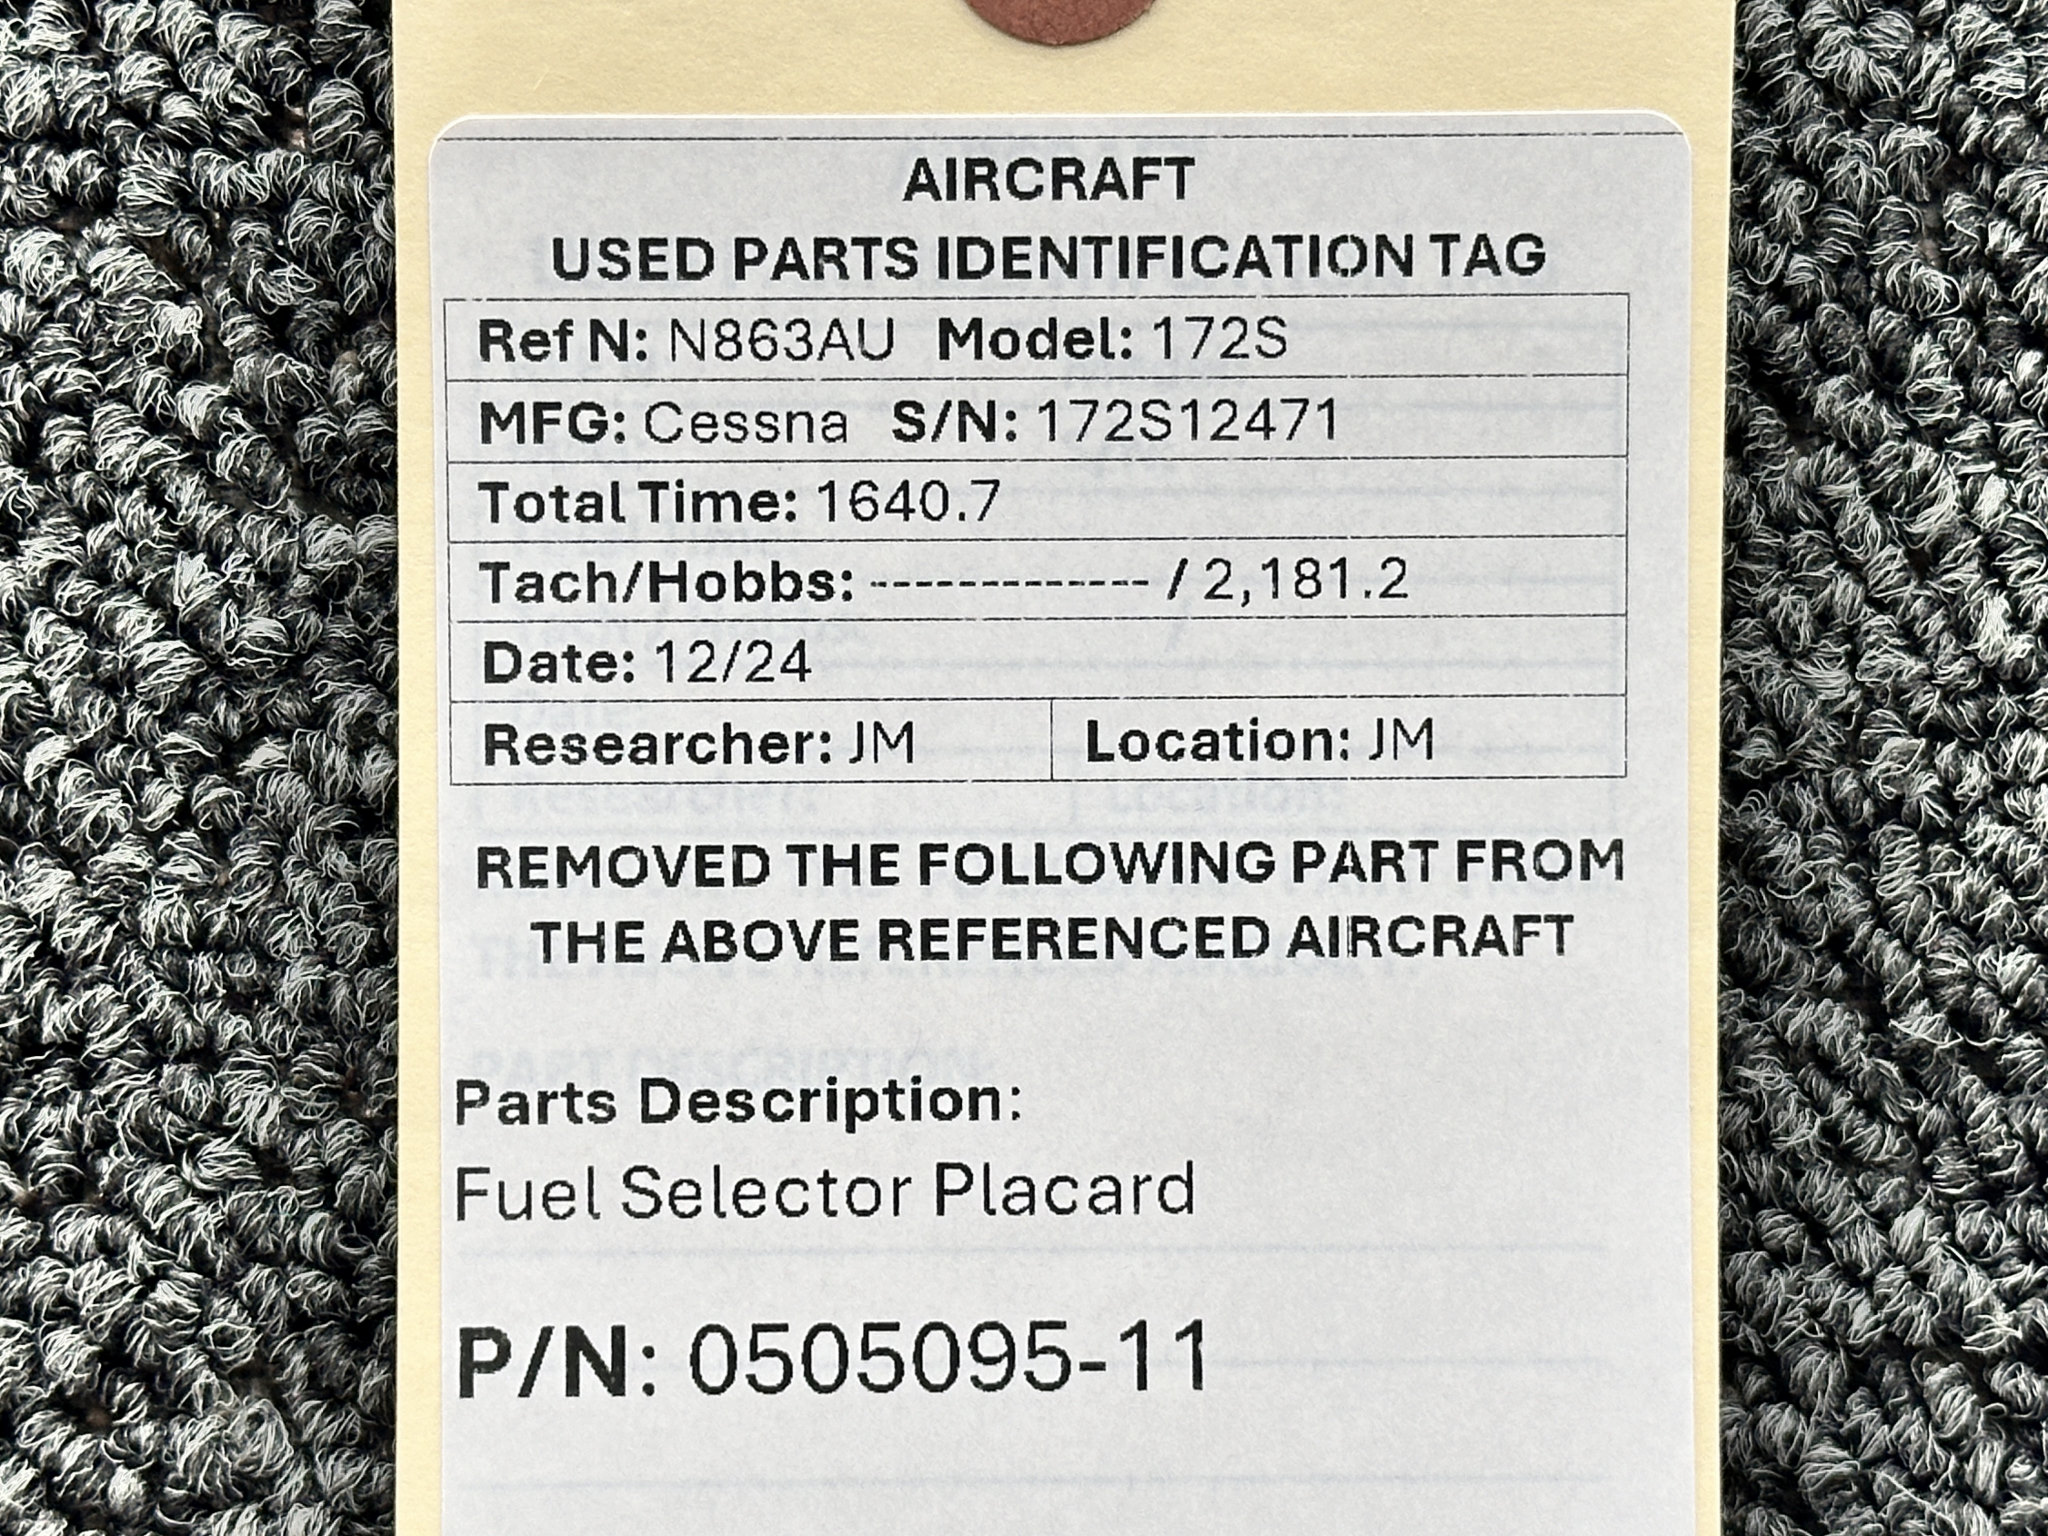 AIRCRAFT
USED PARTS IDENTIFICATION TAG
Ref N: N863AU Model: 172S
MFG: Cessna S/N: 172S12471
Total Time: 1640.7
Tach/Hobbs: ------------- / 2,181.2
Date: 12/24
Researcher: JM Location: JM
REMOVED THE FOLLOWING PART FROM
THE ABOVE REFERENCED AIRCRAFT
Parts Description:
Fuel Selector Placard
P/N: 0505095-11